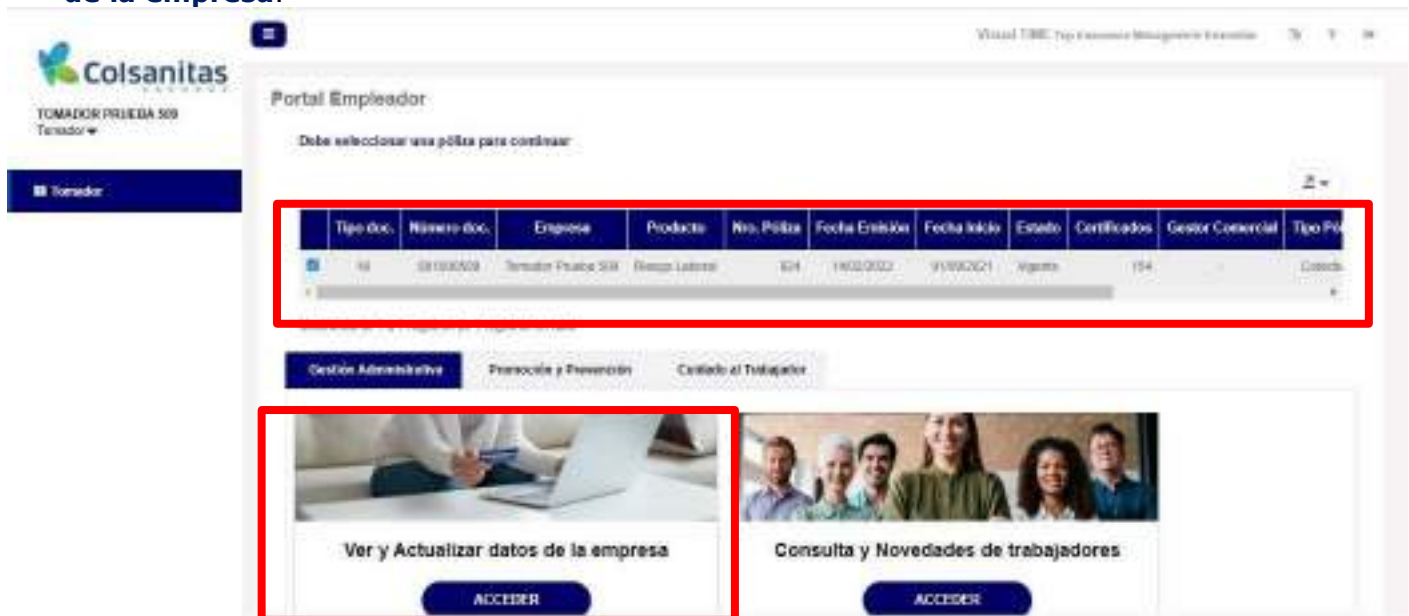 de la empresa.
Colsanitas
TOMADOR PRUEBA 509
Tomador
Tomador
Portal Empleador
Debe seleccionar una póliza para continuar
Tipo doc. Número doc. Empresa Producto Nro. Póliza Fecha Emisión Fecha Inicio Estado Certificados Gestor Comercial Tipo Pó
Tomador Prueba 509 Riesgo Laboral Vigente
Gestión Administrativa Promoción y Prevención Cuidado al Trabajador
Ver y Actualizar datos de la empresa
Consulta y Novedades de trabajadores
ACCEDER
ACCEDER